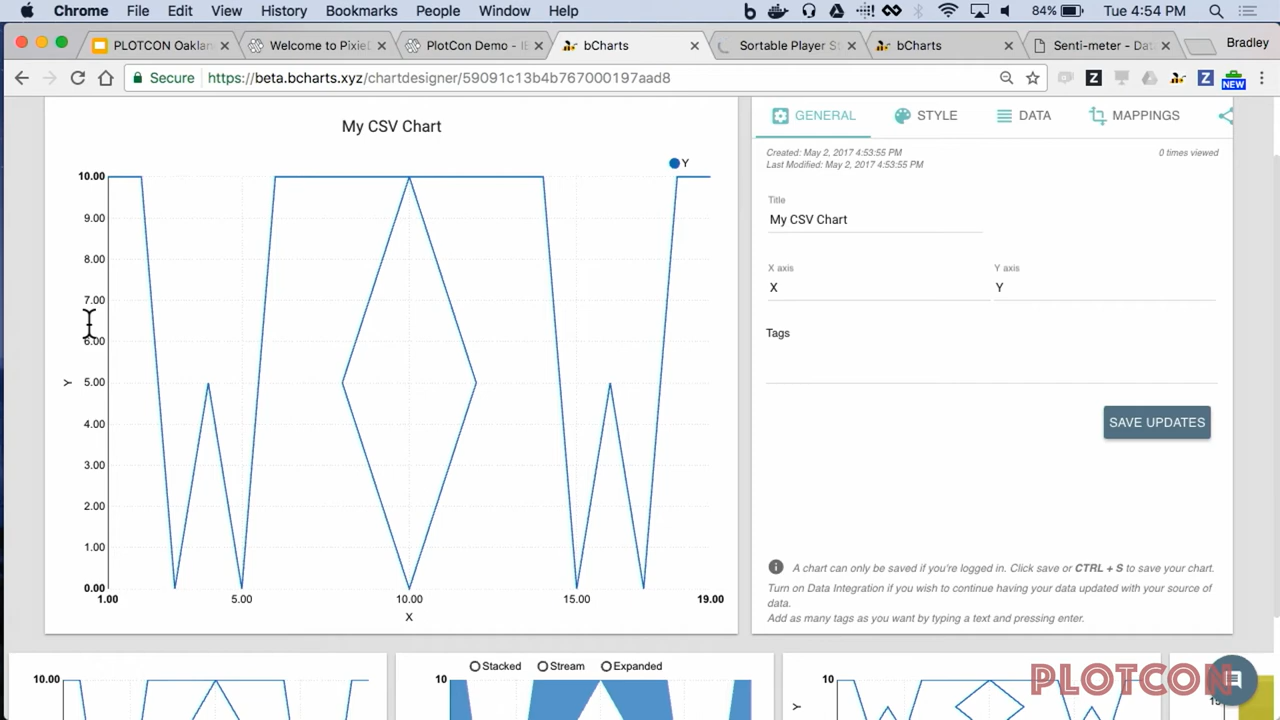 Chrome File Edit View History Bookmarks People Window Help 84% Tue 4:54 PM
PLOTCON Oaklan Welcome to Pixie PlotCon Demo - IB bCharts Sortable Player St bCharts Senti-meter - Dat Bradley
Secure https://beta.bcharts.xyz/chartdesigner/59091c13b4b767000197aad8
NEW
My CSV Chart
Y
10.00
9.00
8.00
7.00
6.00
5.00
4.00
3.00
2.00
1.00
0.00
Y
1.00 5.00 10.00 15.00 19.00
X
GENERAL STYLE DATA MAPPINGS
Created: May 2, 2017 4:53:55 PM 0 times viewed
Last Modified: May 2, 2017 4:53:55 PM
Title
My CSV Chart
X axis Y axis
X Y
Tags
SAVE UPDATES
A chart can only be saved if you're logged in. Click save or CTRL + S to save your chart.
Turn on Data Integration if you wish to continue having your data updated with your source of
data.
Add as many tags as you want by typing a text and pressing enter.
10.00
Stacked Stream Expanded
10
10
Y
15
PLOTCON